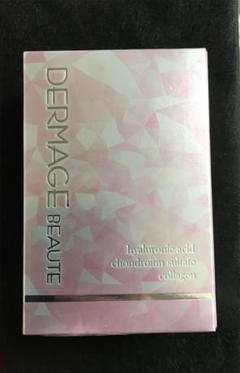 DERMAGE BEAUTE
hyaluronic acid
chondroitin sulfate
collagen